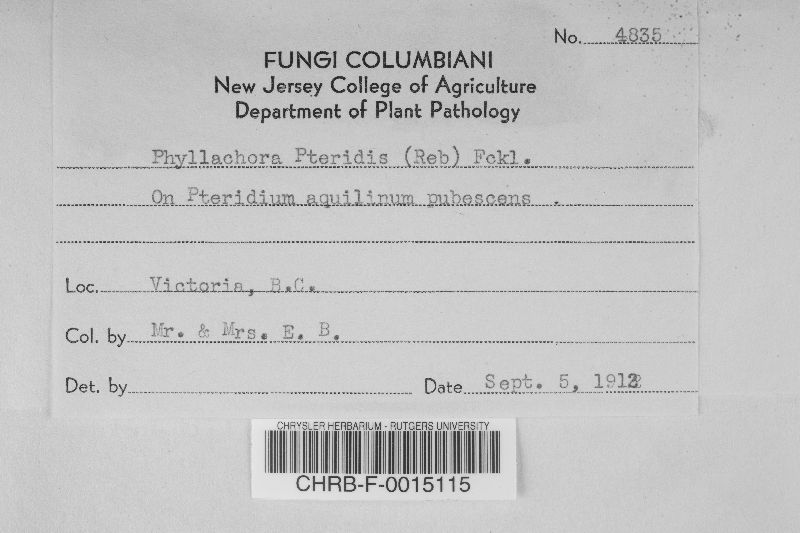 No. 4835
FUNGI COLUMBIANI
New Jersey College of Agriculture
Department of Plant Pathology
Phyllachora Pteridis (Reb) Fckl.
On Pteridium aquilinum pubescens .
Loc. Victoria, B.C.
Col. by Mr. & Mrs. E. B.
Det. by
Date Sept. 5,
CHRYSLER HERBARIUM - RUTGERS UNIVERSITY
CHRB-F-0015115